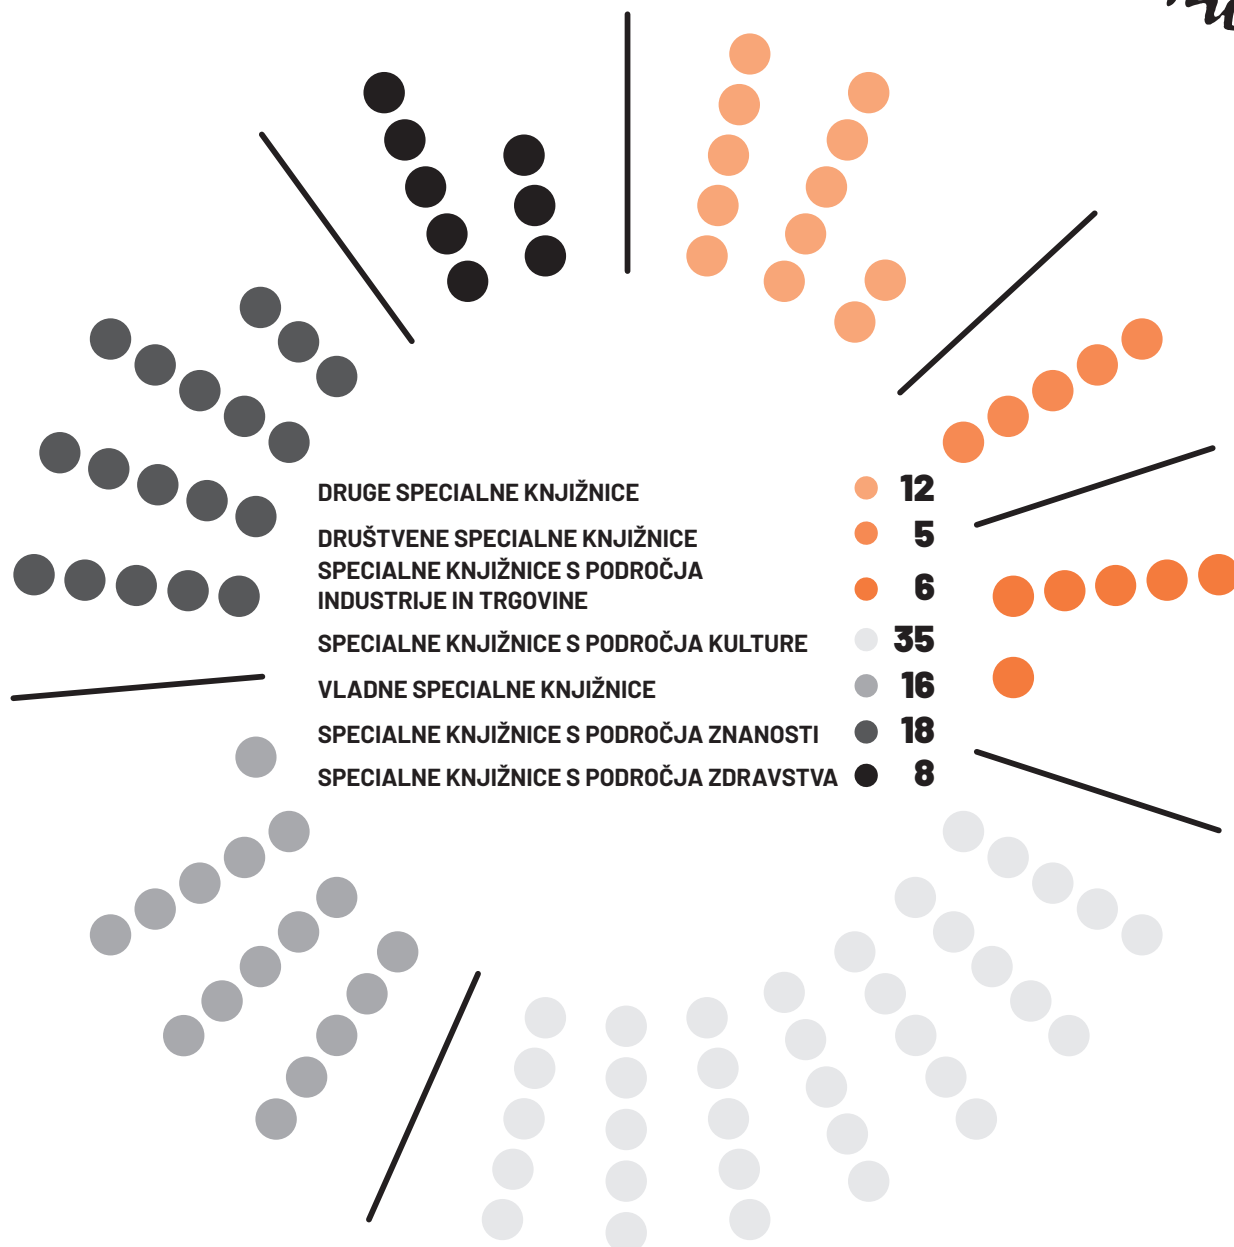 DRUGE SPECIALNE KNJIŽNICE 12
DRUŠTVENE SPECIALNE KNJIŽNICE 5
SPECIALNE KNJIŽNICE S PODROČJA
INDUSTRIJE IN TRGOVINE 6
SPECIALNE KNJIŽNICE S PODROČJA KULTURE 35
VLADNE SPECIALNE KNJIŽNICE 16
SPECIALNE KNJIŽNICE S PODROČJA ZNANOSTI 18
SPECIALNE KNJIŽNICE S PODROČJA ZDRAVSTVA 8